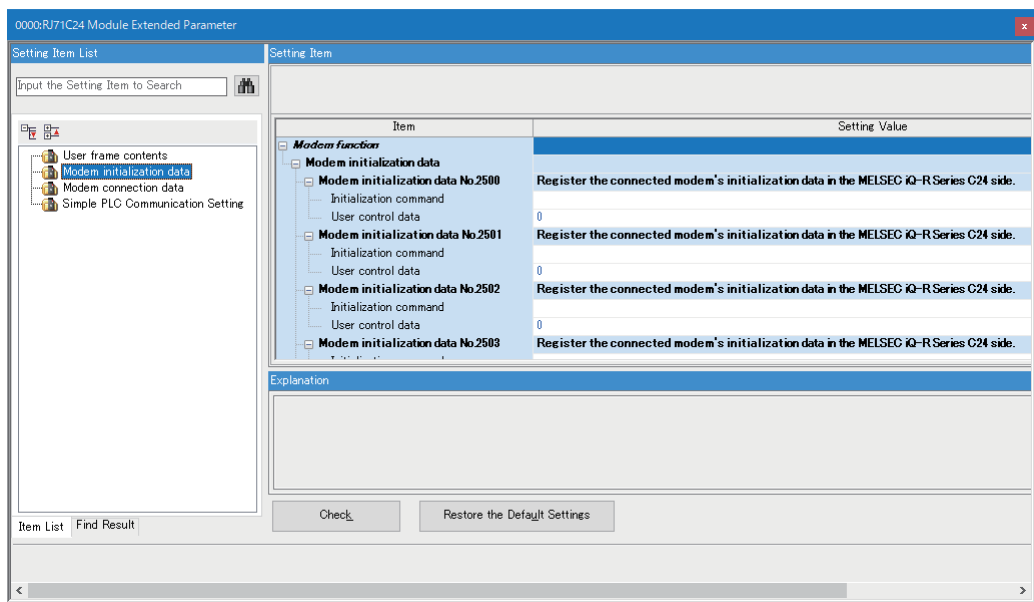 0000:RJ71C24 Module Extended Parameter
Setting Item List
Input the Setting Item to Search
User frame contents
Modem initialization data
Modem connection data
Simple PLC Communication Setting
Item List
Find Result
Setting Item
Item Setting Value
Modem function
Modem initialization data
Modem initialization data No.2500 Register the connected modem's initialization data in the MELSEC iQ-R Series C24 side.
Initialization command
User control data 0
Modem initialization data No.2501 Register the connected modem's initialization data in the MELSEC iQ-R Series C24 side.
Initialization command
User control data 0
Modem initialization data No.2502 Register the connected modem's initialization data in the MELSEC iQ-R Series C24 side.
Initialization command
User control data 0
Modem initialization data No.2503 Register the connected modem's initialization data in the MELSEC iQ-R Series C24 side.
Explanation
Check
Restore the Default Settings